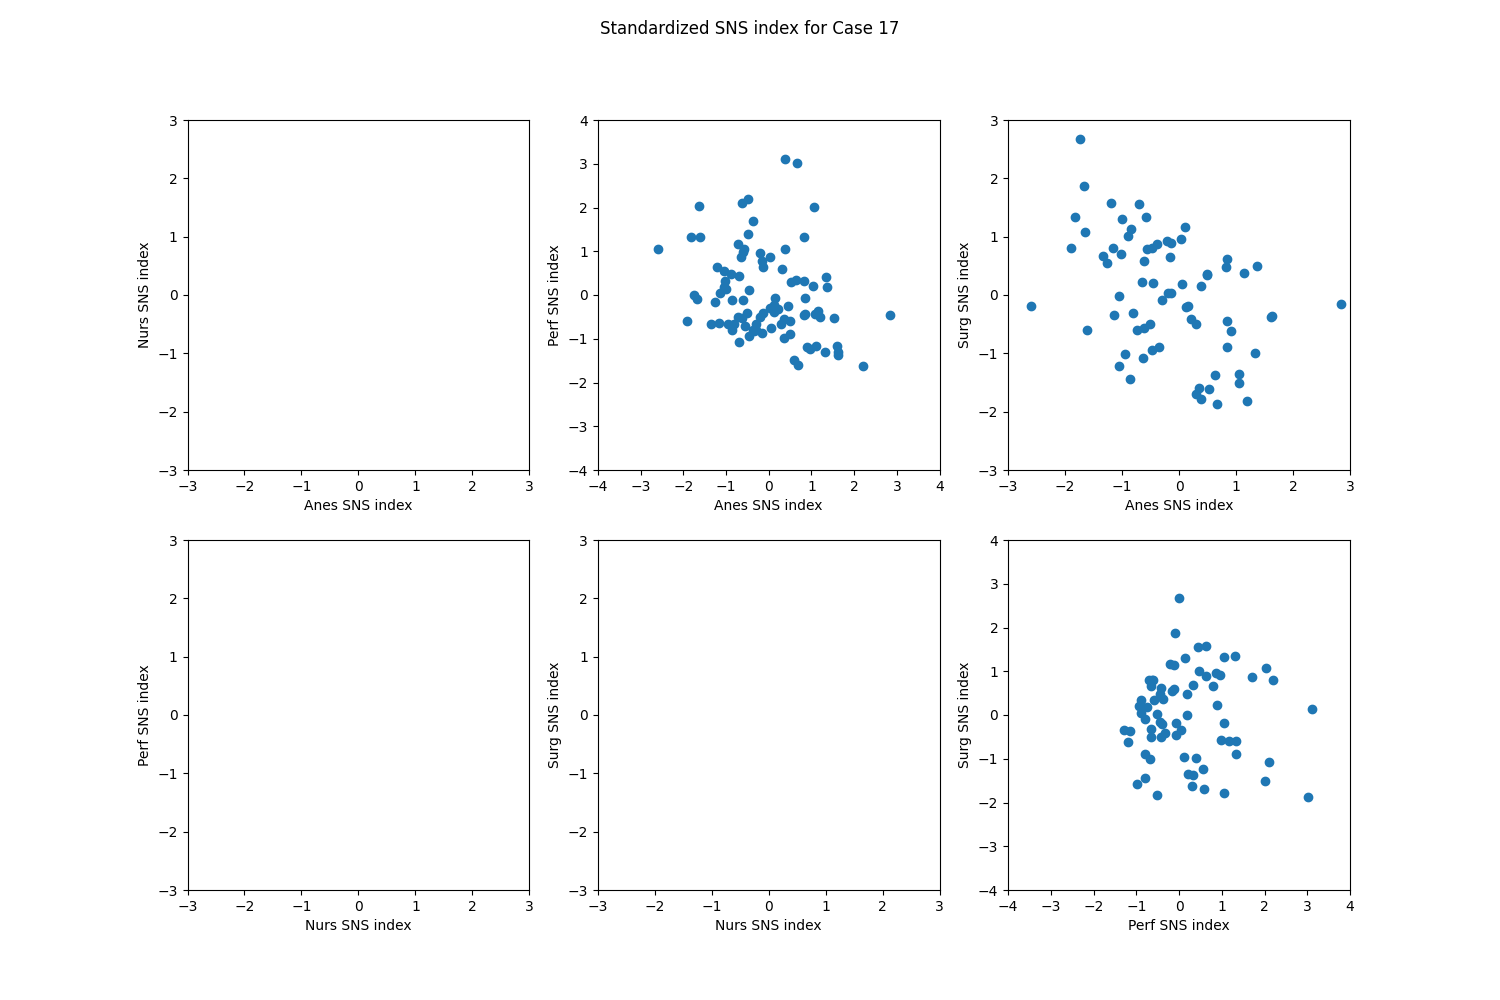 Standardized SNS index for Case 17
3
2
1
0
−1
−2
−3
Nurs SNS index
−3 −2 −1 0 1 2 3
Anes SNS index
4
3
2
1
0
−1
−2
−3
−4
Perf SNS index
−4 −3 −2 −1 0 1 2 3 4
Anes SNS index
3
2
1
0
−1
−2
−3
Surg SNS index
−3 −2 −1 0 1 2 3
Anes SNS index
3
2
1
0
−1
−2
−3
Perf SNS index
−3 −2 −1 0 1 2 3
Nurs SNS index
3
2
1
0
−1
−2
−3
Surg SNS index
−3 −2 −1 0 1 2 3
Nurs SNS index
4
3
2
1
0
−1
−2
−3
−4
Surg SNS index
−4 −3 −2 −1 0 1 2 3 4
Perf SNS index